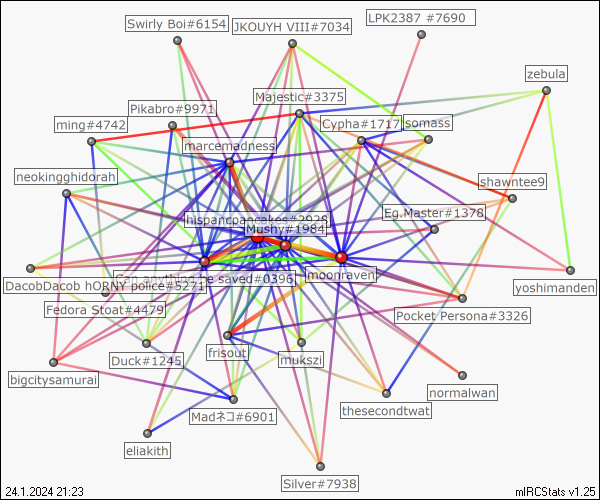 LPK2387 #7690
Swirly Boi#6154
JKOUYH VIII#7034
zebula
Majestic#3375
Pikabro#9971
ming#4742
Cypha#1717
somass
marcemadness
neokingghidorah
shawntee9
Eg.Master#1378
hispancpancakes#2928
Mushy#1984
DacobDacob hORNY police#5271
be saved#0396
moonreven
yoshimanden
Fedora Stoat#4479
Pocket Persona#3326
Duck#1245
frisout
mukszi
bigcitysamurai
normalwan
Madネコ#6901
thesecondtwat
eliakith
Silver#7938
24.1.2024 21:23
mIRCStats v1.25